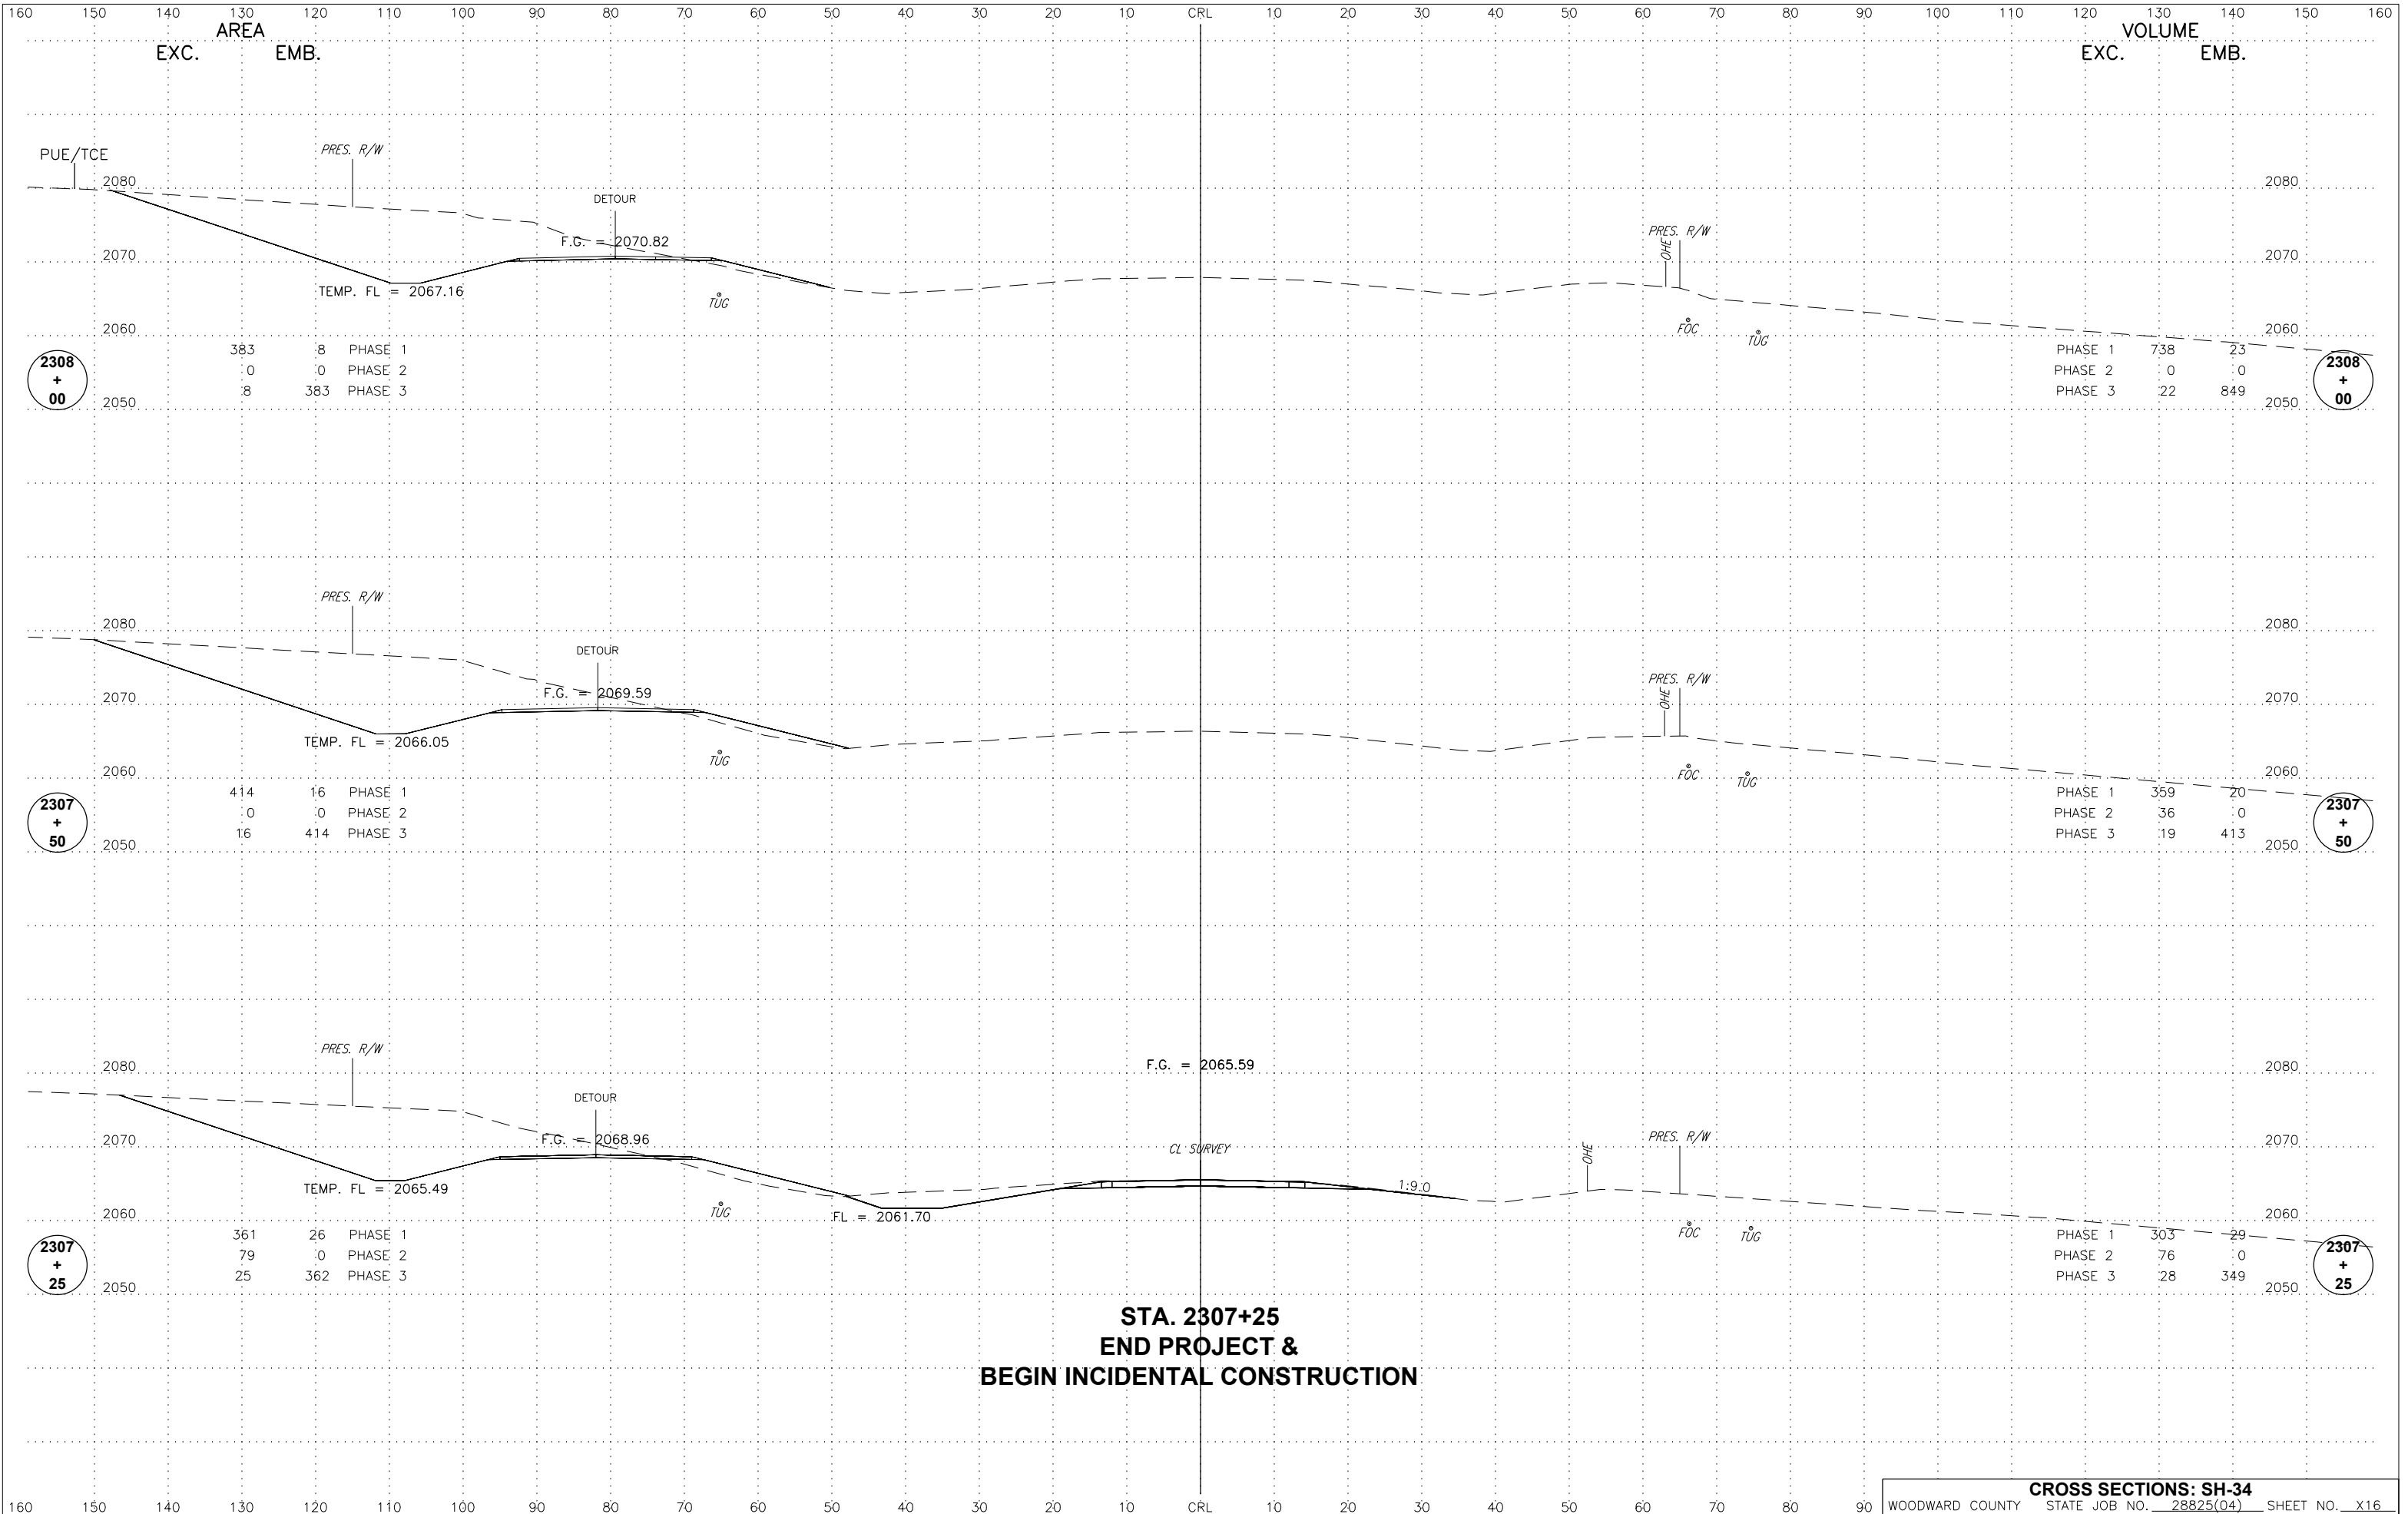 160 150 140 130 120 110 100 90 80 70 60 50 40 30 20 10 CRL 10 20 30 40 50 60 70 80 90 100 110 120 130 140 150 160
AREA
EXC. EMB.
VOLUME
EXC. EMB.
PUE/TCE
PRES. R/W
2080 2080
DETOUR
PRES. R/W
OHE
F.G. = 2070.82
2070 2070
TEMP. FL = 2067.16
TUG
FOC
TUG
2060 2060
383 8 PHASE 1
0 0 PHASE 2
8 383 PHASE 3
PHASE 1 738 23
PHASE 2 0 0
PHASE 3 22 849
2308
+
00
2308
+
00
2050 2050
PRES. R/W
2080 2080
DETOUR
PRES. R/W
OHE
F.G. = 2069.59
2070 2070
TEMP. FL = 2066.05
TUG
FOC
TUG
2060 2060
414 16 PHASE 1
0 0 PHASE 2
16 414 PHASE 3
PHASE 1 359 20
PHASE 2 36 0
PHASE 3 19 413
2307
+
50
2307
+
50
2050 2050
PRES. R/W
F.G. = 2065.59
2080 2080
DETOUR
PRES. R/W
F.G. = 2068.96
CL SURVEY
OHE
2070 2070
TEMP. FL = 2065.49
1:9.0
TUG
FL = 2061.70
FOC
TUG
2060 2060
361 26 PHASE 1
79 0 PHASE 2
25 362 PHASE 3
PHASE 1 303 29
PHASE 2 76 0
PHASE 3 28 349
2307
+
25
2307
+
25
2050 2050
STA. 2307+25
END PROJECT &
BEGIN INCIDENTAL CONSTRUCTION
160 150 140 130 120 110 100 90 80 70 60 50 40 30 20 10 CRL 10 20 30 40 50 60 70 80 90
CROSS SECTIONS: SH-34
WOODWARD COUNTY STATE JOB NO. 28825(04) SHEET NO. X16